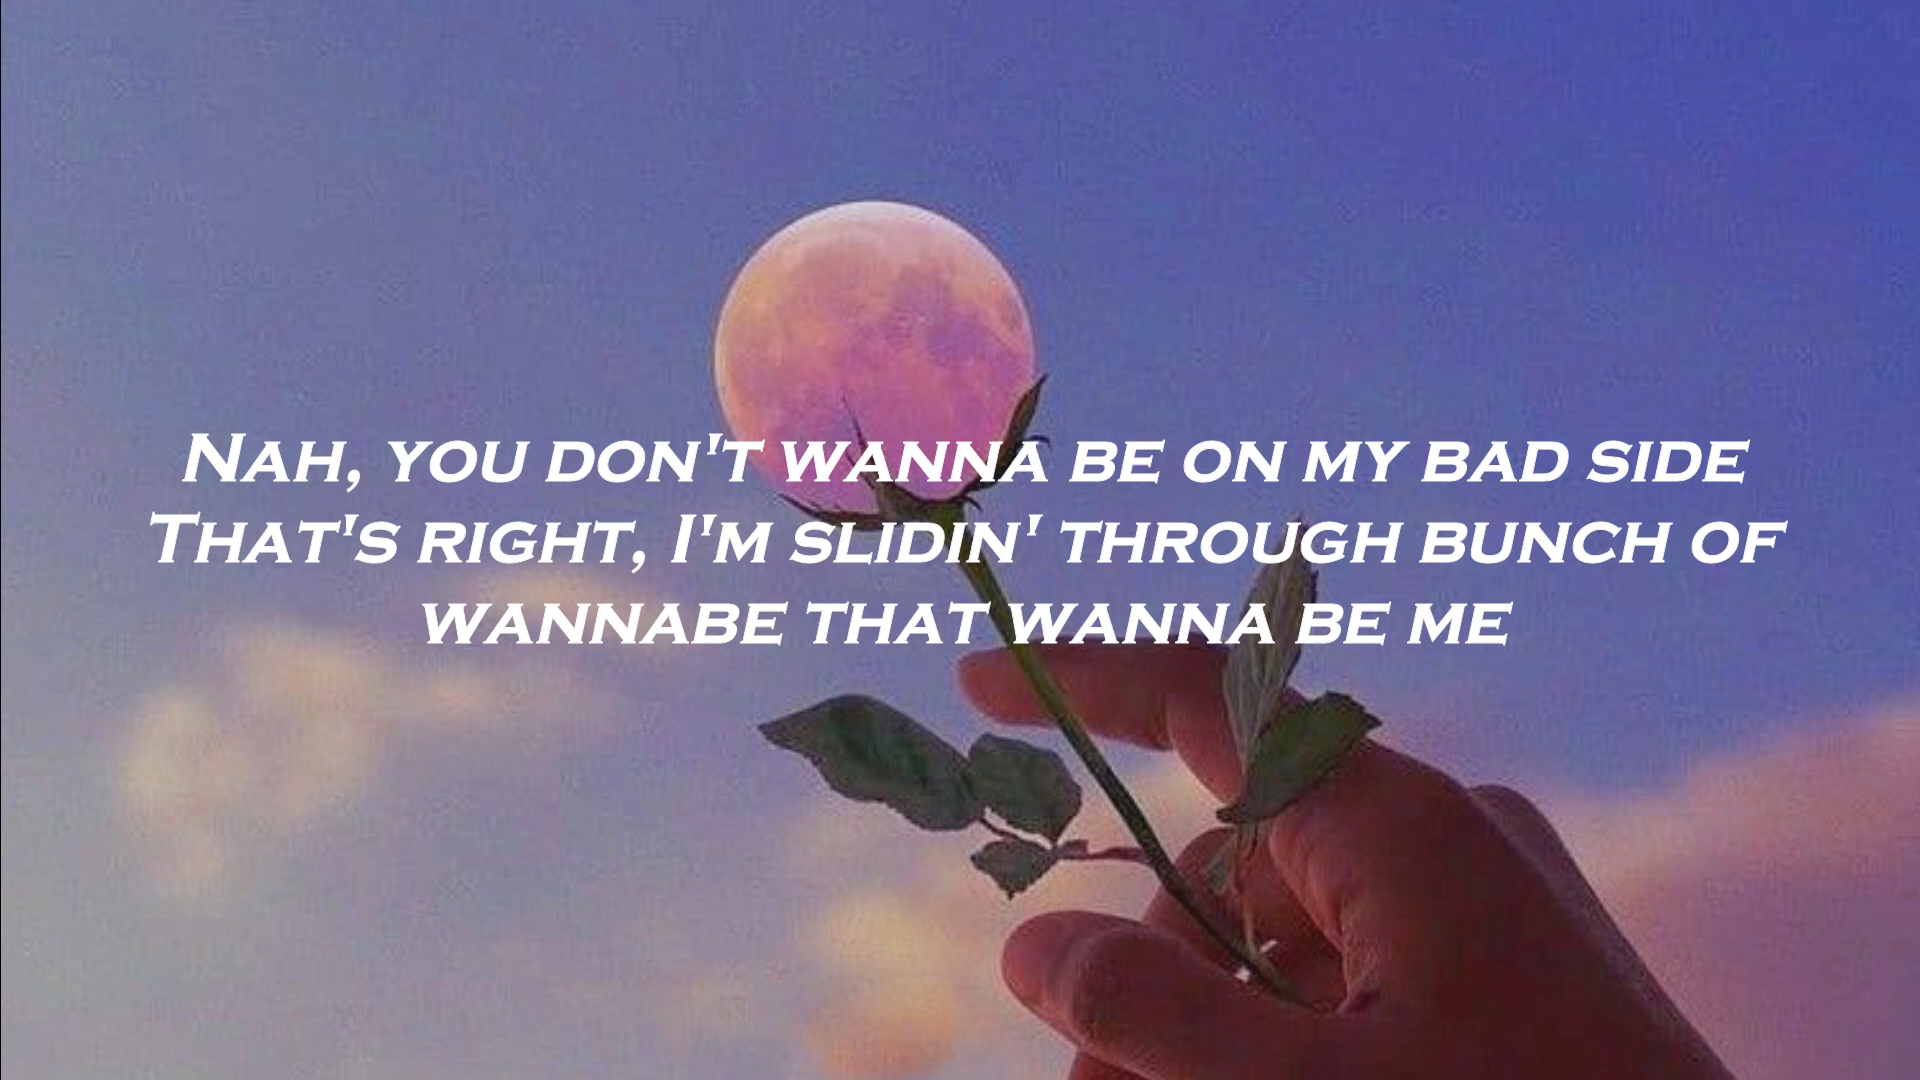 Nah, you don't wanna be on my bad side
That's right, I'm slidin' through bunch of
wannabe that wanna be me